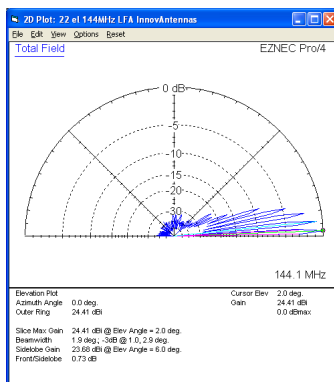 2D Plot: 22 el 144MHz LFA InnovAntennas
File Edit View Options Reset
Total Field
EZNEC Pro/4
0 dB
-5
-10
-15
-20
-30
144.1 MHz
Elevation Plot
Azimuth Angle 0.0 deg.
Outer Ring 24.41 dBi
Cursor Elev 2.0 deg.
Gain 24.41 dBi
0.0 dBmax
Slice Max Gain 24.41 dBi @ Elev Angle = 2.0 deg.
Beamwidth 1.9 deg.; -3dB @ 1.0, 2.9 deg.
Sidelobe Gain 23.68 dBi @ Elev Angle = 6.0 deg.
Front/Sidelobe 0.73 dB